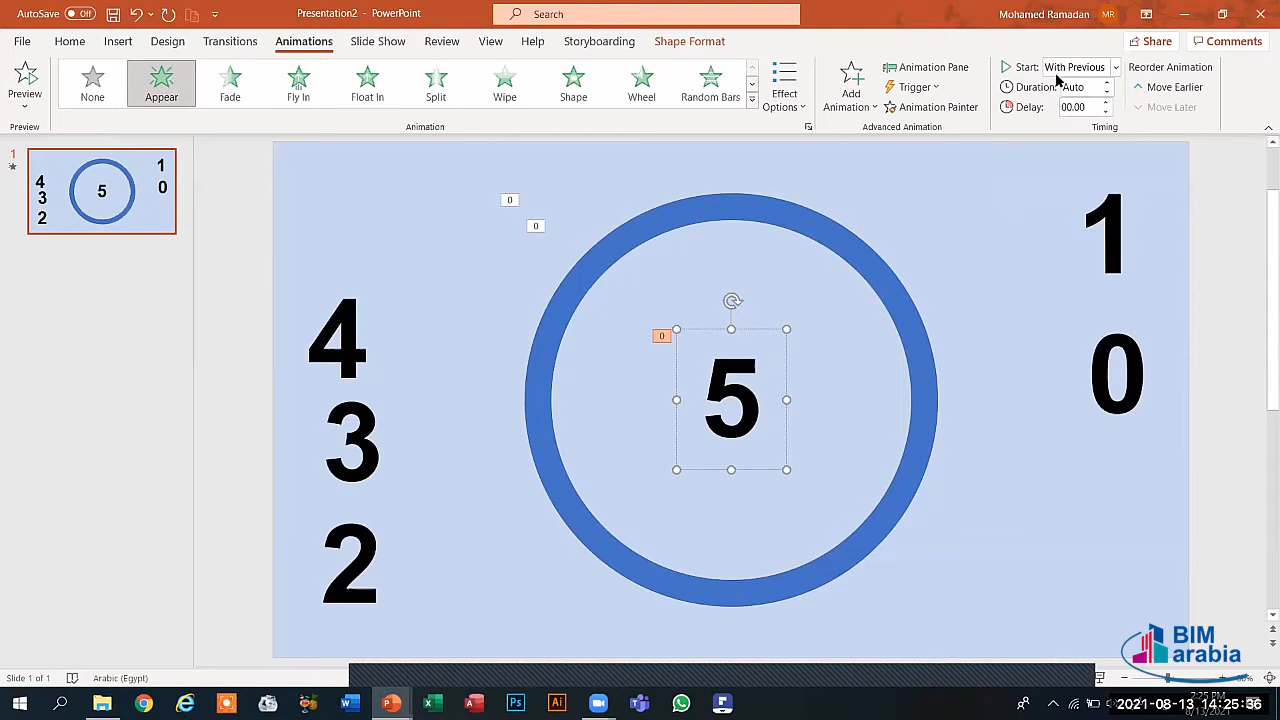 AutoSave Off Presentation2 - PowerPoint Search Mohamed Ramadan MR
File Home Insert Design Transitions Animations Slide Show Review View Help Storyboarding Shape Format Share Comments
Preview None Appear Fade Fly In Float In Split Wipe Shape Wheel Random Bars Effect Options Add Animation Animation Pane Trigger Animation Painter Start: With Previous Duration: Auto Delay: 00.00 Reorder Animation Move Earlier Move Later
Preview Animation Advanced Animation Timing
1
4
3
2
5
1
0
0
0
0
4
3
2
5
1
0
BIM
arabia
Slide 1 of 1 Arabic (Egypt)
2021-08-13 14:25:36